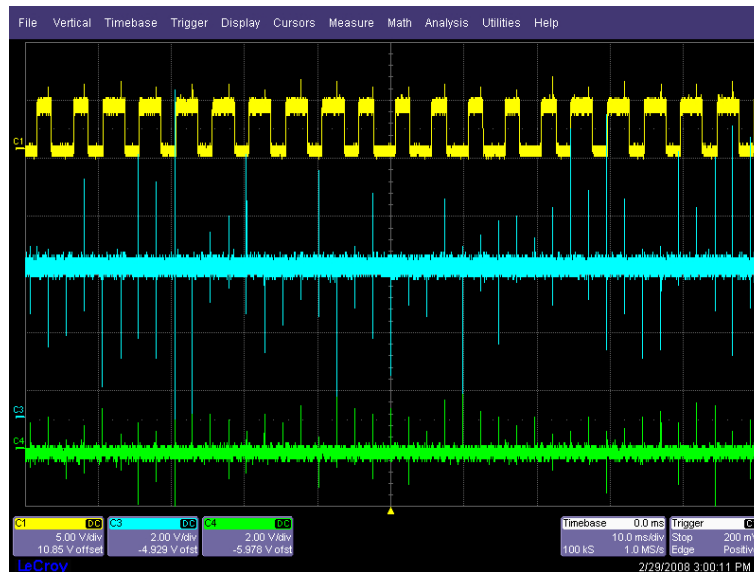 File Vertical Timebase Trigger Display Cursors Measure Math Analysis Utilities Help
C1
C3
C4
C1 DC
5.00 V/div
10.85 V offset
C3 DC
2.00 V/div
-4.929 V ofst
C4 DC
2.00 V/div
-5.978 V ofst
Timebase 0.0 ms
10.0 ms/div
100 kS 1.0 MS/s
Trigger
Stop 200 mV
Edge Positive
LeCroy
2/29/2008 3:00:11 PM